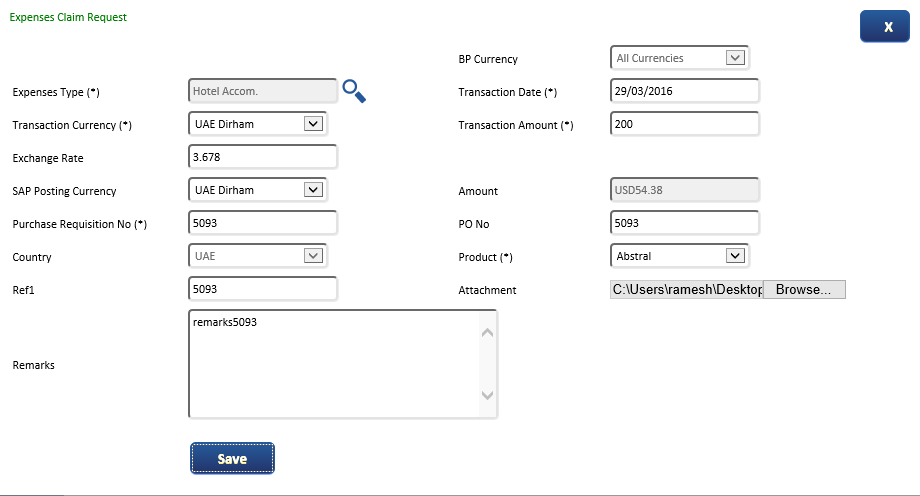 Expenses Claim Request
X
BP Currency All Currencies
Expenses Type (*) Hotel Accom. Transaction Date (*) 29/03/2016
Transaction Currency (*) UAE Dirham Transaction Amount (*) 200
Exchange Rate 3.678
SAP Posting Currency UAE Dirham Amount USD54.38
Purchase Requisition No (*) 5093 PO No 5093
Country UAE Product (*) Abstral
Ref1 5093 Attachment C:\Users\ramesh\Desktop Browse...
remarks5093
Remarks
Save